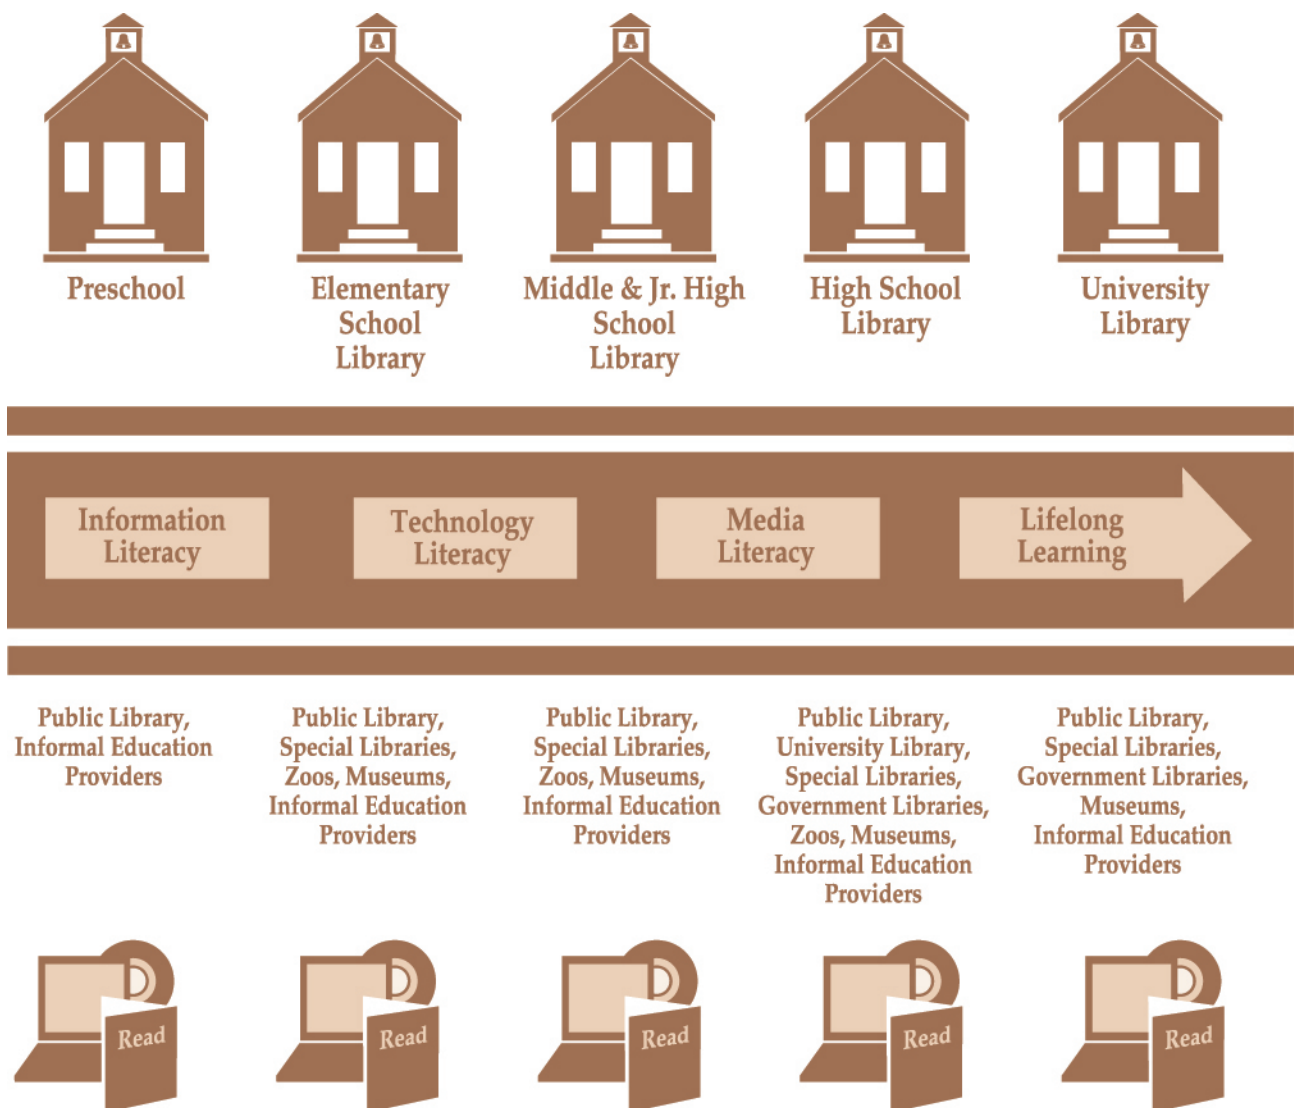 Preschool
Elementary
School
Library
Middle & Jr. High
School
Library
High School
Library
University
Library
Information
Literacy
Technology
Literacy
Media
Literacy
Lifelong
Learning
Public Library,
Informal Education
Providers
Public Library,
Special Libraries,
Zoos, Museums,
Informal Education
Providers
Public Library,
Special Libraries,
Zoos, Museums,
Informal Education
Providers
Public Library,
University Library,
Special Libraries,
Government Libraries,
Zoos, Museums,
Informal Education
Providers
Public Library,
Special Libraries,
Government Libraries,
Museums,
Informal Education
Providers
Read
Read
Read
Read
Read